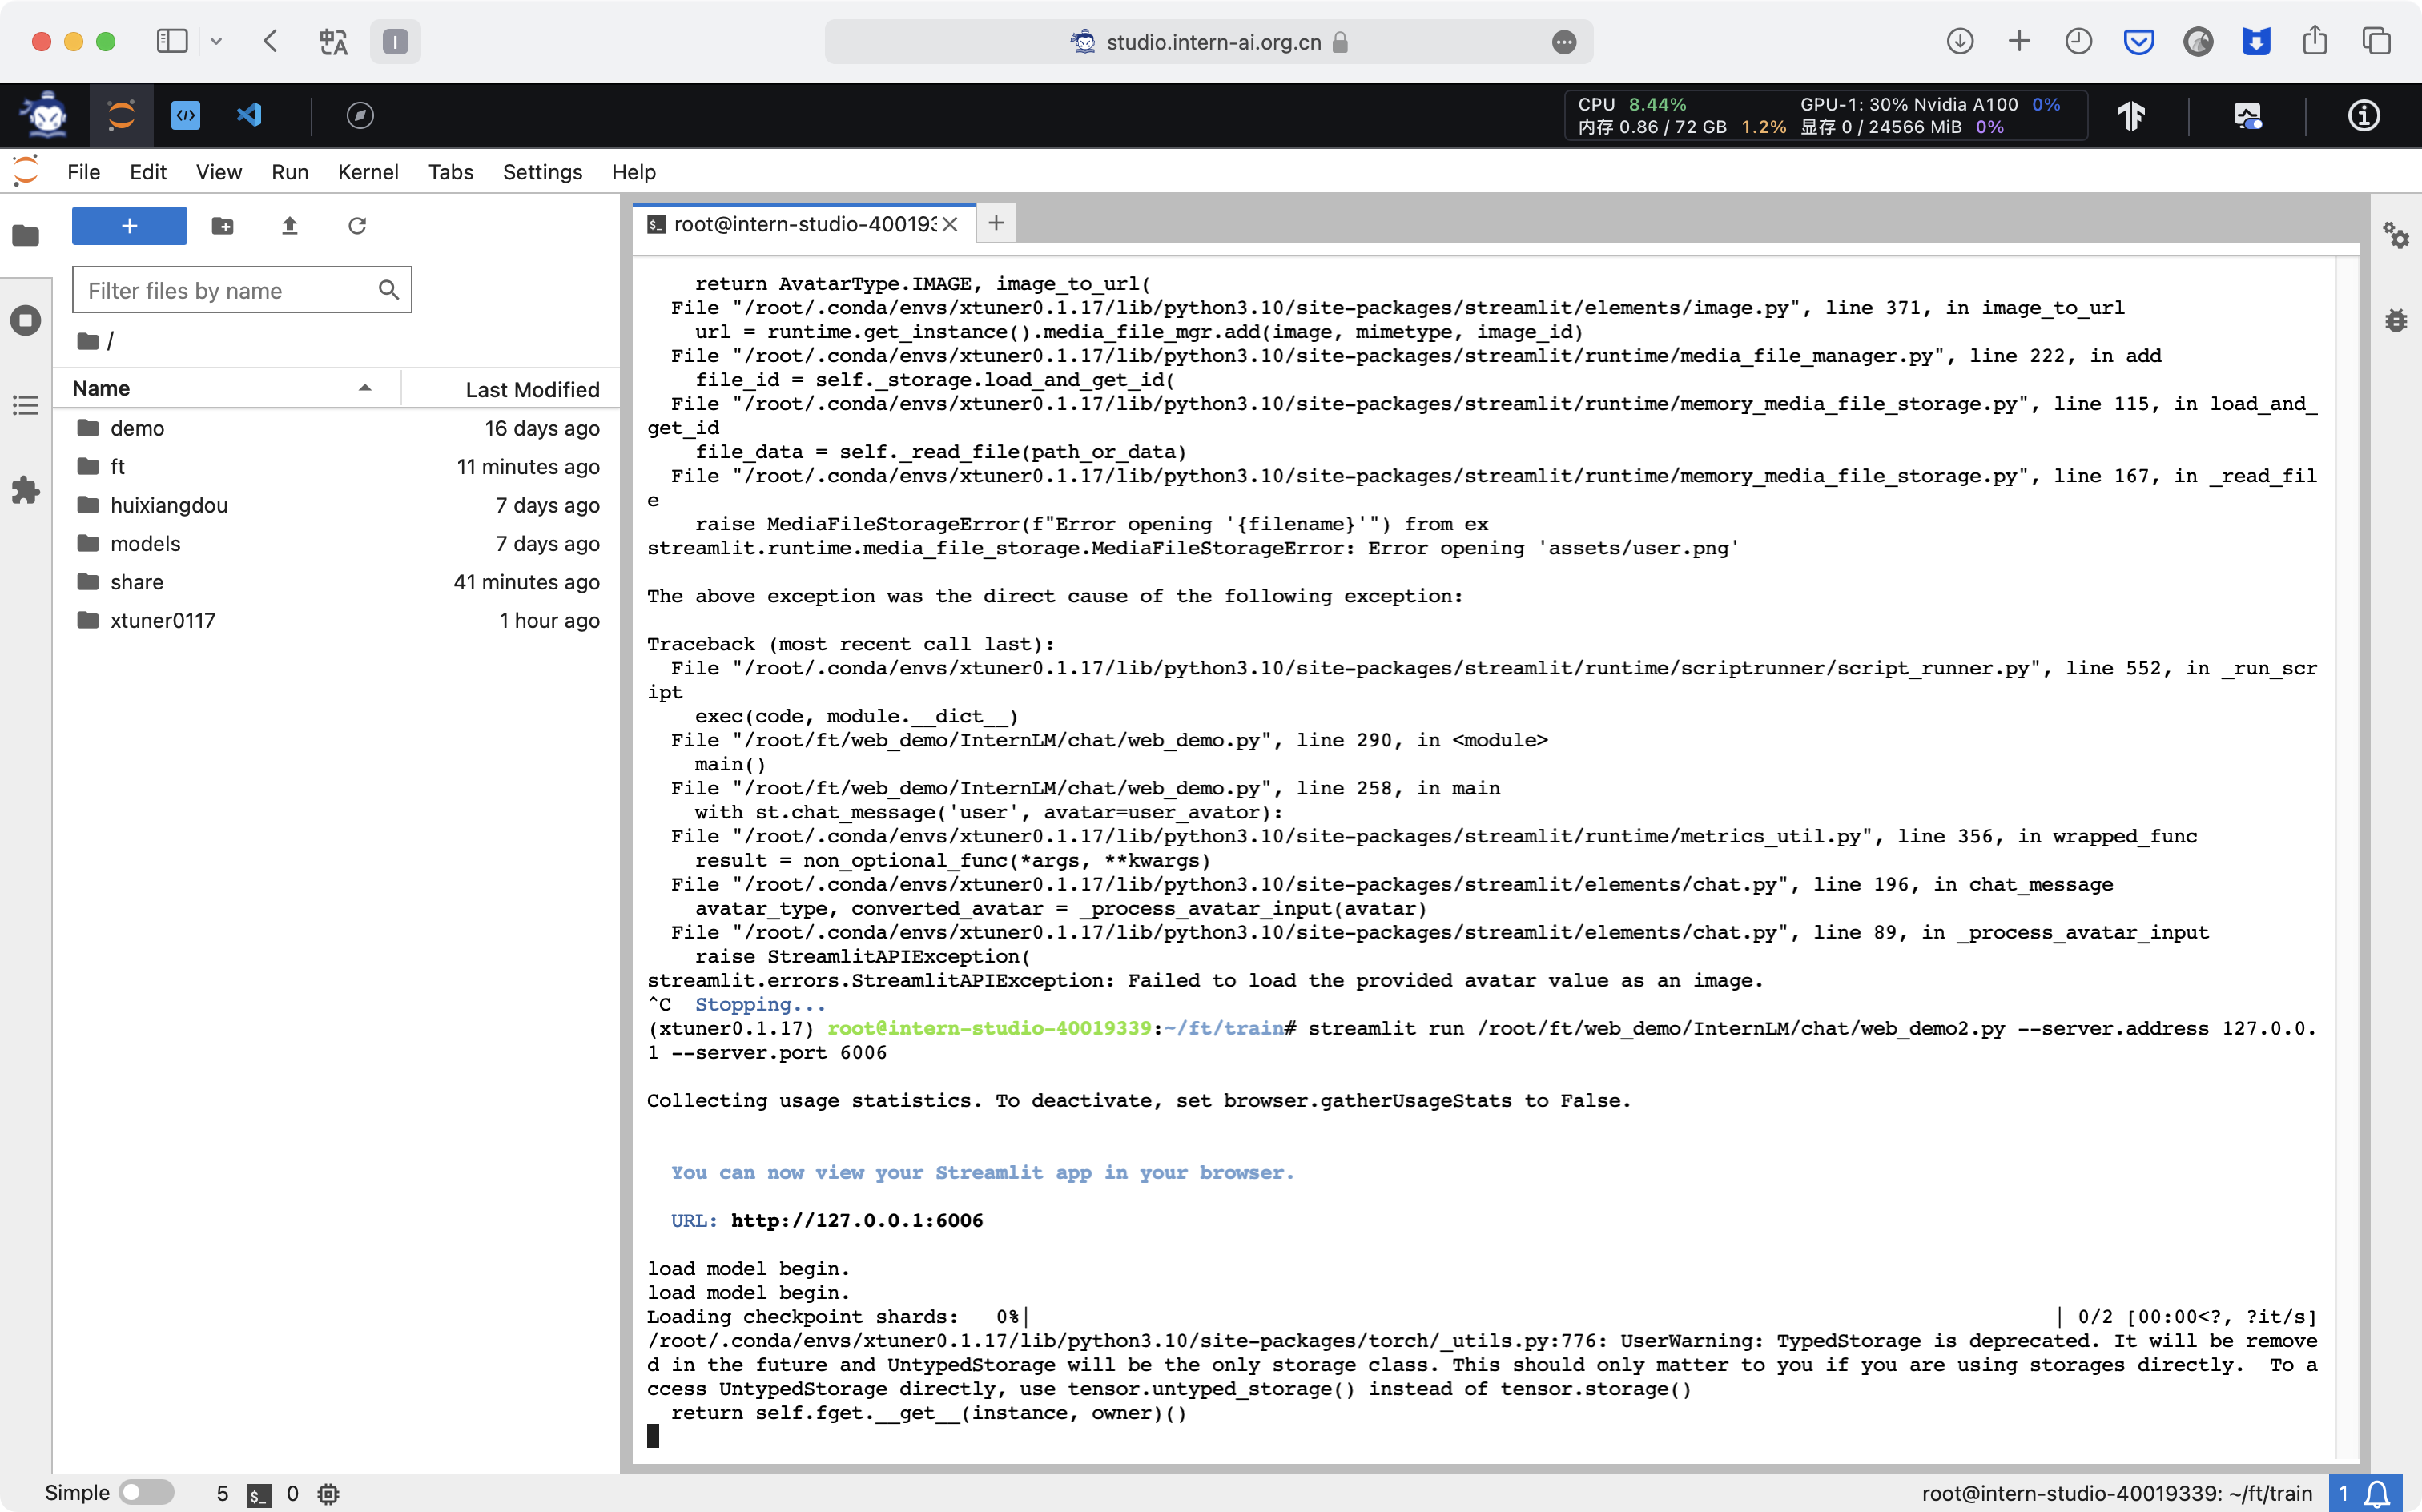 studio.intern-ai.org.cn
CPU 8.44% GPU-1: 30% Nvidia A100 0%
内存 0.86 / 72 GB 1.2% 显存 0 / 24566 MiB 0%
File Edit View Run Kernel Tabs Settings Help
root@intern-studio-400193
Filter files by name
/
Name Last Modified
demo 16 days ago
ft 11 minutes ago
huixiangdou 7 days ago
models 7 days ago
share 41 minutes ago
xtuner0117 1 hour ago
return AvatarType.IMAGE, image_to_url(
File "/root/.conda/envs/xtuner0.1.17/lib/python3.10/site-packages/streamlit/elements/image.py", line 371, in image_to_url
url = runtime.get_instance().media_file_mgr.add(image, mimetype, image_id)
File "/root/.conda/envs/xtuner0.1.17/lib/python3.10/site-packages/streamlit/runtime/media_file_manager.py", line 222, in add
file_id = self._storage.load_and_get_id(
File "/root/.conda/envs/xtuner0.1.17/lib/python3.10/site-packages/streamlit/runtime/memory_media_file_storage.py", line 115, in load_and_
get_id
file_data = self._read_file(path_or_data)
File "/root/.conda/envs/xtuner0.1.17/lib/python3.10/site-packages/streamlit/runtime/memory_media_file_storage.py", line 167, in _read_fil
e
raise MediaFileStorageError(f"Error opening '{filename}'") from ex
streamlit.runtime.media_file_storage.MediaFileStorageError: Error opening 'assets/user.png'
The above exception was the direct cause of the following exception:
Traceback (most recent call last):
File "/root/.conda/envs/xtuner0.1.17/lib/python3.10/site-packages/streamlit/runtime/scriptrunner/script_runner.py", line 552, in _run_scr
ipt
exec(code, module.__dict__)
File "/root/ft/web_demo/InternLM/chat/web_demo.py", line 290, in <module>
main()
File "/root/ft/web_demo/InternLM/chat/web_demo.py", line 258, in main
with st.chat_message('user', avatar=user_avator):
File "/root/.conda/envs/xtuner0.1.17/lib/python3.10/site-packages/streamlit/runtime/metrics_util.py", line 356, in wrapped_func
result = non_optional_func(*args, **kwargs)
File "/root/.conda/envs/xtuner0.1.17/lib/python3.10/site-packages/streamlit/elements/chat.py", line 196, in chat_message
avatar_type, converted_avatar = _process_avatar_input(avatar)
File "/root/.conda/envs/xtuner0.1.17/lib/python3.10/site-packages/streamlit/elements/chat.py", line 89, in _process_avatar_input
raise StreamlitAPIException(
streamlit.errors.StreamlitAPIException: Failed to load the provided avatar value as an image.
^C Stopping...
(xtuner0.1.17) root@intern-studio-40019339:~/ft/train# streamlit run /root/ft/web_demo/InternLM/chat/web_demo2.py --server.address 127.0.0.
1 --server.port 6006
Collecting usage statistics. To deactivate, set browser.gatherUsageStats to False.
You can now view your Streamlit app in your browser.
URL: http://127.0.0.1:6006
load model begin.
load model begin.
Loading checkpoint shards: 0%| | 0/2 [00:00<?, ?it/s]
/root/.conda/envs/xtuner0.1.17/lib/python3.10/site-packages/torch/_utils.py:776: UserWarning: TypedStorage is deprecated. It will be remove
d in the future and UntypedStorage will be the only storage class. This should only matter to you if you are using storages directly. To a
ccess UntypedStorage directly, use tensor.untyped_storage() instead of tensor.storage()
return self.fget.__get__(instance, owner)()
Simple 5 $_ 0 root@intern-studio-40019339: ~/ft/train 1